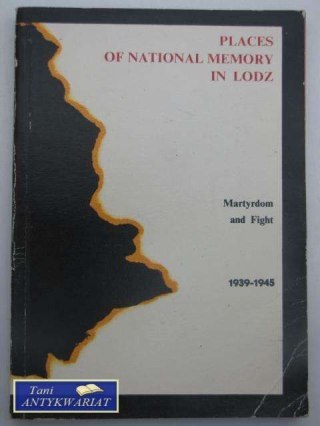 PLACES
OF NATIONAL MEMORY
IN LODZ
Martyrdom
and Fight
1939-1945
Tani
ANTYKWARIAT